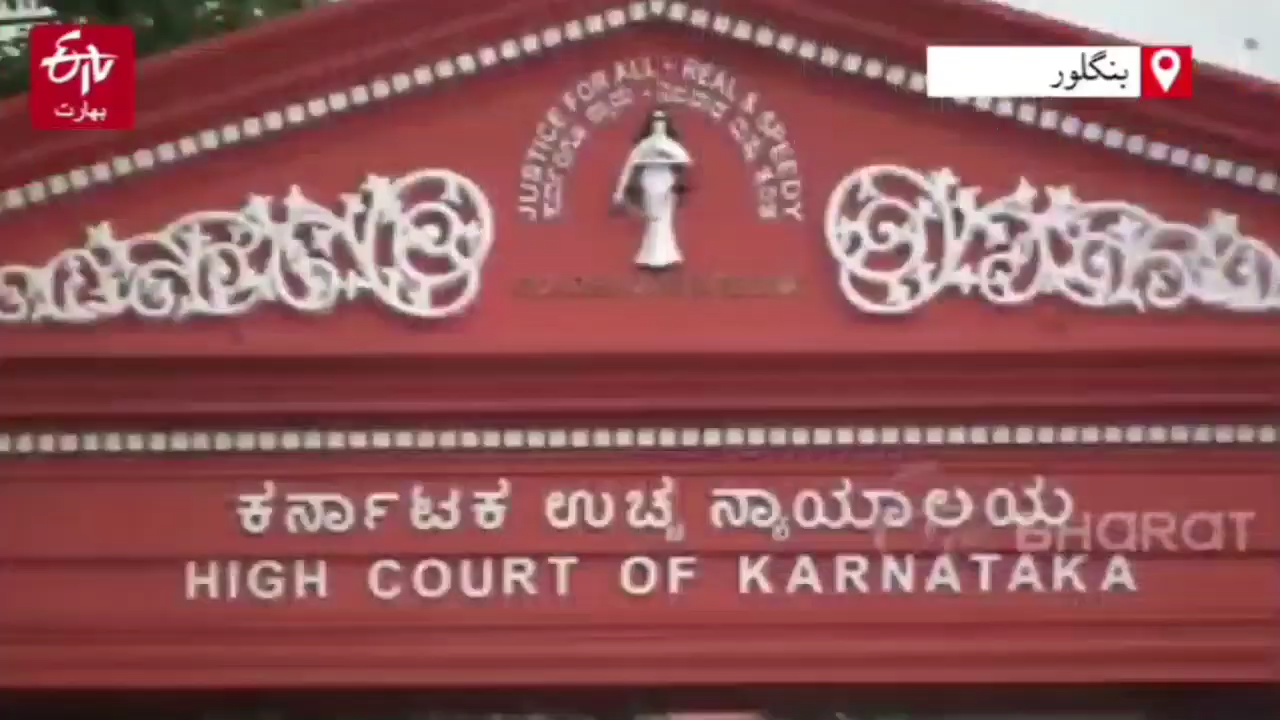 ETV
بھارت
بنگلور
JUSTICE FOR ALL - REAL & SPEEDY
ಕರ್ನಾಟಕ ಉಚ್ಚ ನ್ಯಾಯಾಲಯ
BHARAT
HIGH COURT OF KARNATAKA